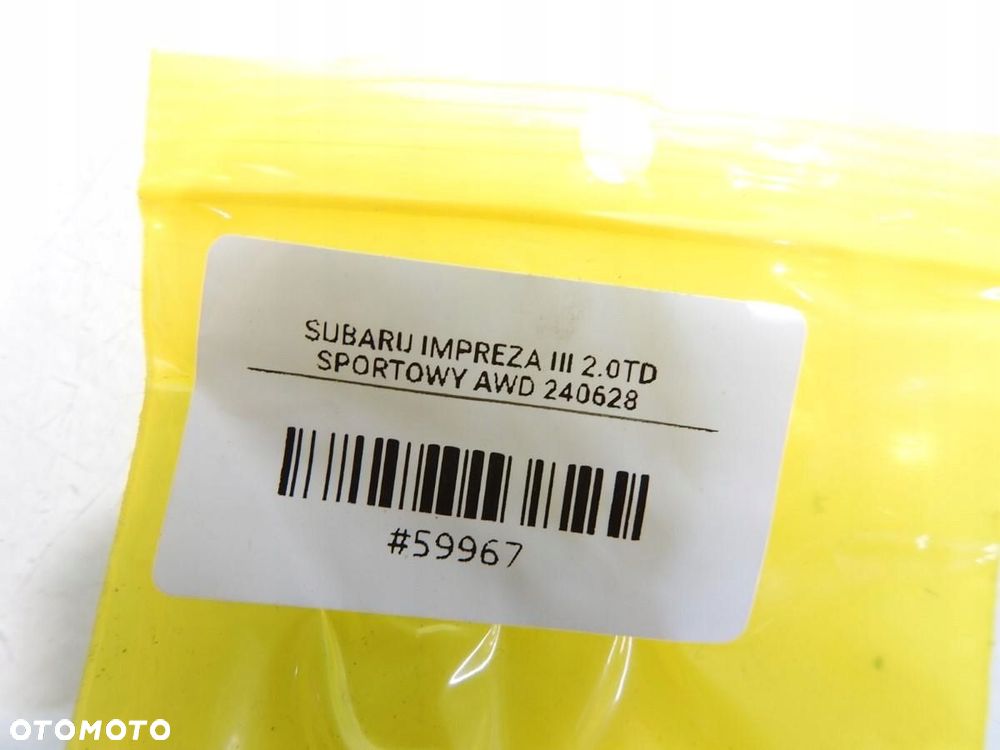 SUBARU IMPREZA III 2.0TD
SPORTOWY AWD 240628
#59967
OTOMOTO